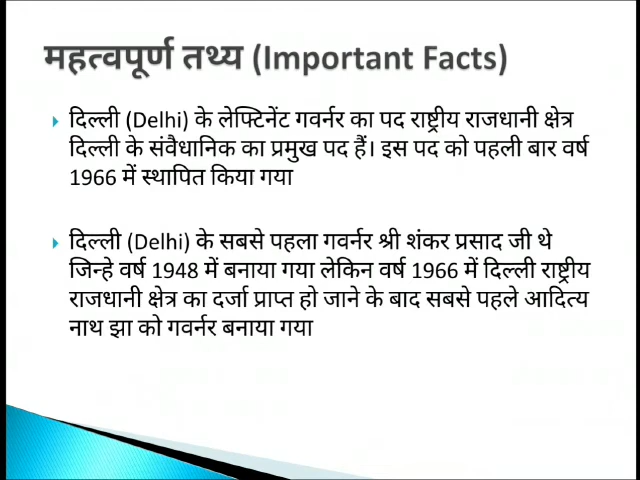 महत्वपूर्ण तथ्य (Important Facts)
दिल्ली (Delhi) के लेफ्टिनेंट गवर्नर का पद राष्ट्रीय राजधानी क्षेत्र
दिल्ली के संवैधानिक का प्रमुख पद हैं। इस पद को पहली बार वर्ष
1966 में स्थापित किया गया
दिल्ली (Delhi) के सबसे पहला गवर्नर श्री शंकर प्रसाद जी थे
जिन्हे वर्ष 1948 में बनाया गया लेकिन वर्ष 1966 में दिल्ली राष्ट्रीय
राजधानी क्षेत्र का दर्जा प्राप्त हो जाने के बाद सबसे पहले आदित्य
नाथ झा को गवर्नर बनाया गया